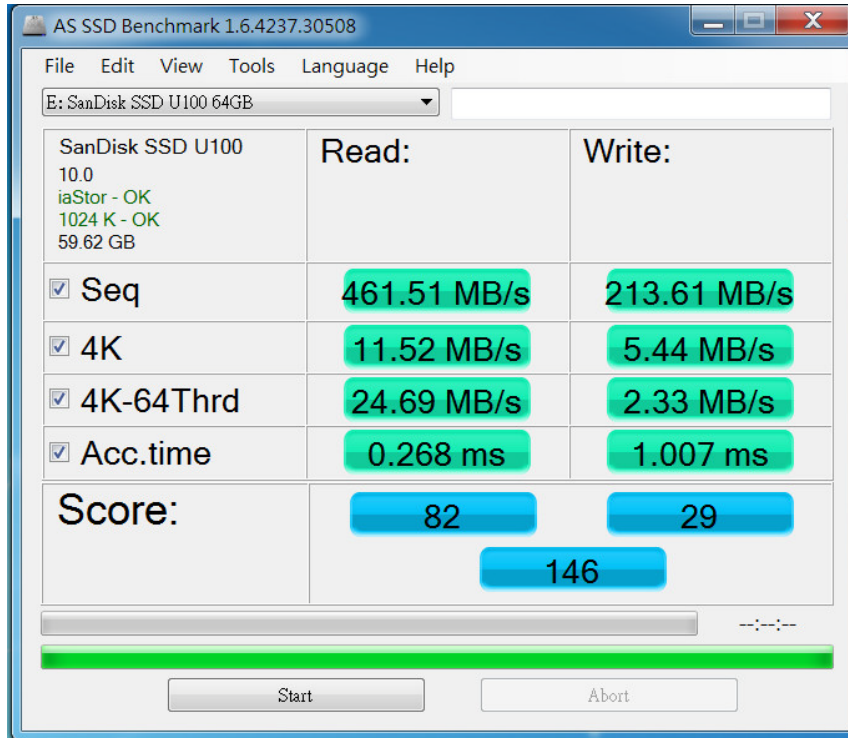 AS SSD Benchmark 1.6.4237.30508
File Edit View Tools Language Help
E: SanDisk SSD U100 64GB
SanDisk SSD U100
10.0
iaStor - OK
1024 K - OK
59.62 GB
Read: Write:
Seq 461.51 MB/s 213.61 MB/s
4K 11.52 MB/s 5.44 MB/s
4K-64Thrd 24.69 MB/s 2.33 MB/s
Acc.time 0.268 ms 1.007 ms
Score: 82 29
146
--:--:--
Start Abort